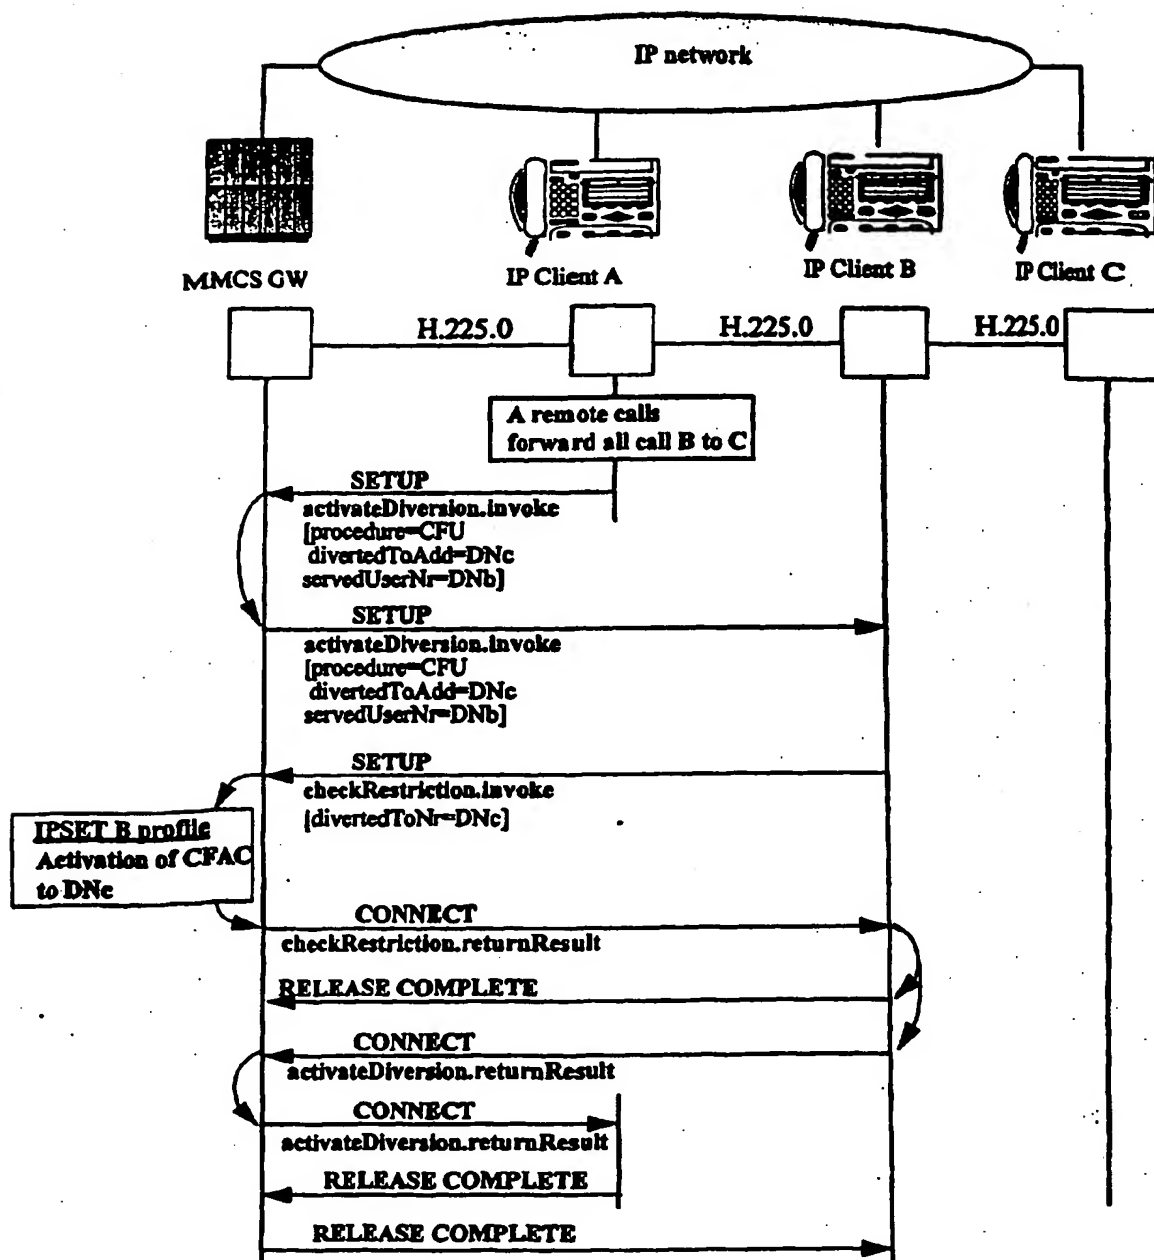 IP network
MMCS GW
IP Client A
IP Client B
IP Client C
H.225.0
H.225.0
H.225.0
A remote calls
forward all call B to C
SETUP
activateDiversion.invoke
[procedure=CFU
divertedToAdd=DNc
servedUserNr=DNb]
SETUP
activateDiversion.invoke
[procedure=CFU
divertedToAdd=DNc
servedUserNr=DNb]
SETUP
checkRestriction.invoke
[divertedToNr=DNc]
IPSET B profile
Activation of CFAC
to DNc
CONNECT
checkRestriction.returnResult
RELEASE COMPLETE
CONNECT
activateDiversion.returnResult
CONNECT
activateDiversion.returnResult
RELEASE COMPLETE
RELEASE COMPLETE